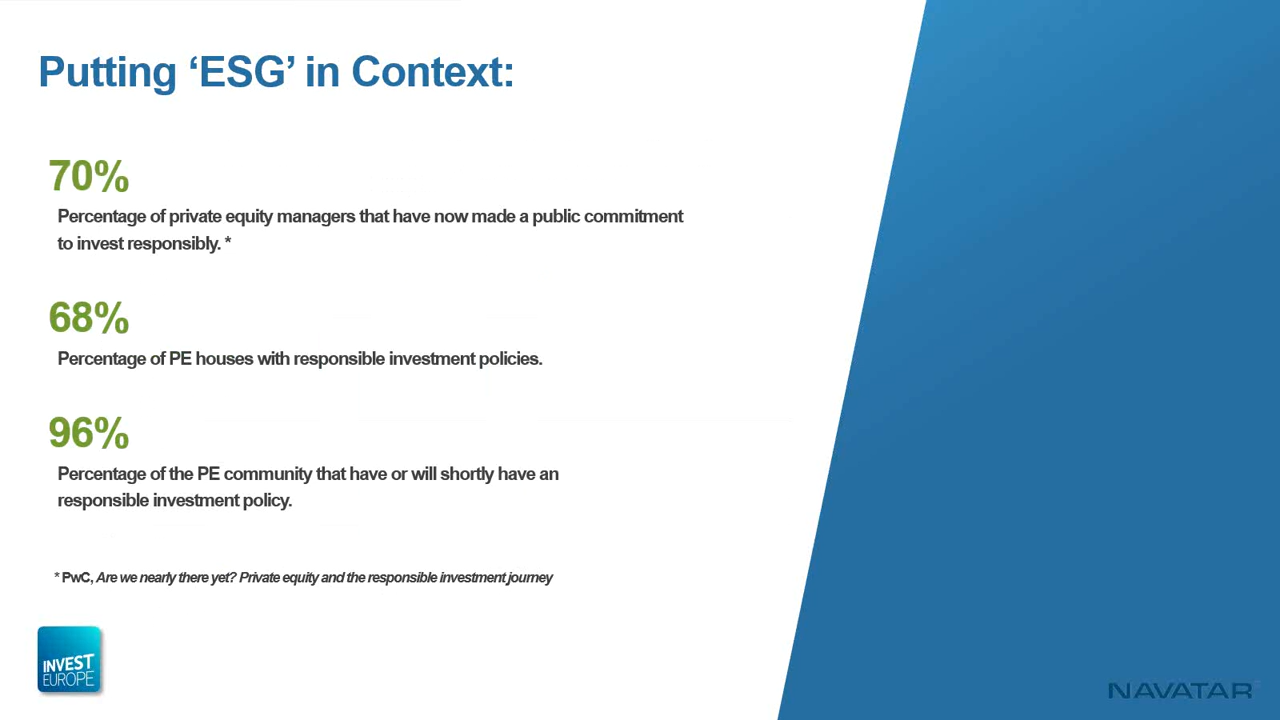 Putting ‘ESG’ in Context:
70%
Percentage of private equity managers that have now made a public commitment
to invest responsibly. *
68%
Percentage of PE houses with responsible investment policies.
96%
Percentage of the PE community that have or will shortly have an
responsible investment policy.
* PwC, Are we nearly there yet? Private equity and the responsible investment journey
INVEST
EUROPE
NAVATAR